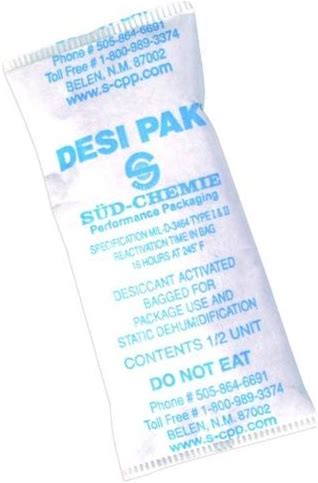 Phone # 505-864-6691
Toll Free # 1-800-989-3374
BELEN, N.M. 87002
www.s-cpp.com
DESI PAK
S
SÜD-CHEMIE
Performance Packaging
SPECIFICATION MIL-D-3464 TYPE I & II
REACTIVATION TIME IN BAG
16 HOURS AT 245° F
DESICCANT ACTIVATED
BAGGED FOR
PACKAGE USE AND
STATIC DEHUMIDIFICATION
CONTENTS 1/2 UNIT
DO NOT EAT
Phone # 505-864-6691
Toll Free # 1-800-989-3374
BELEN, N.M. 87002
www.s-cpp.com